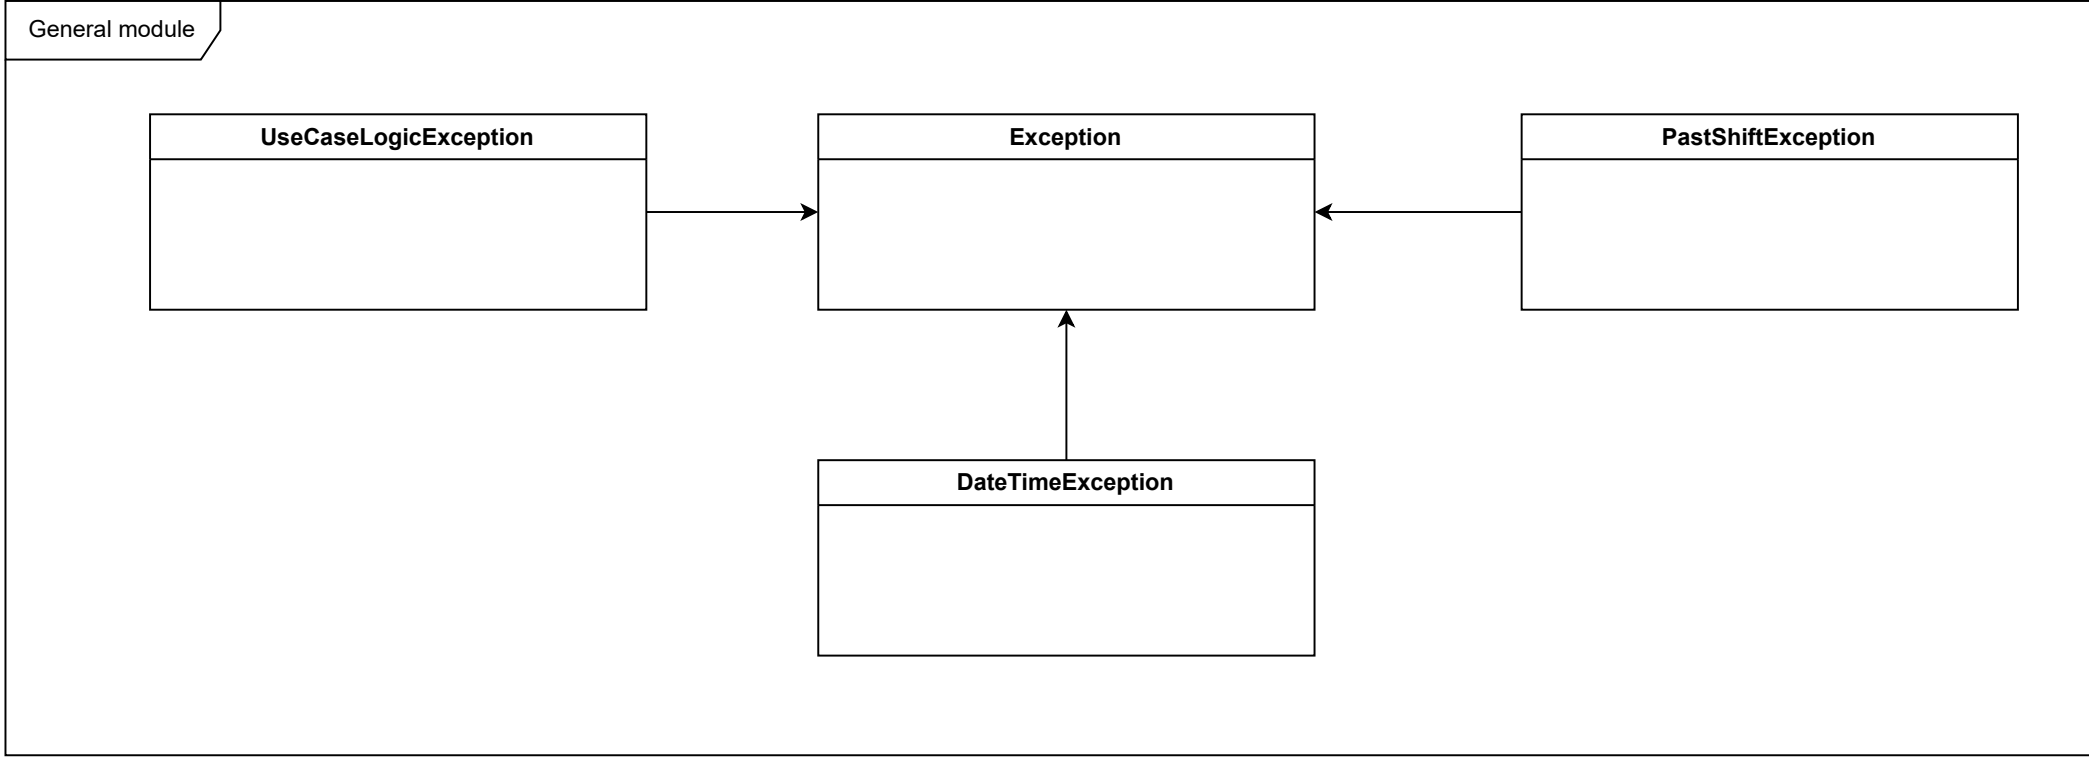 General module
UseCaseLogicException
Exception
PastShiftException
DateTimeException